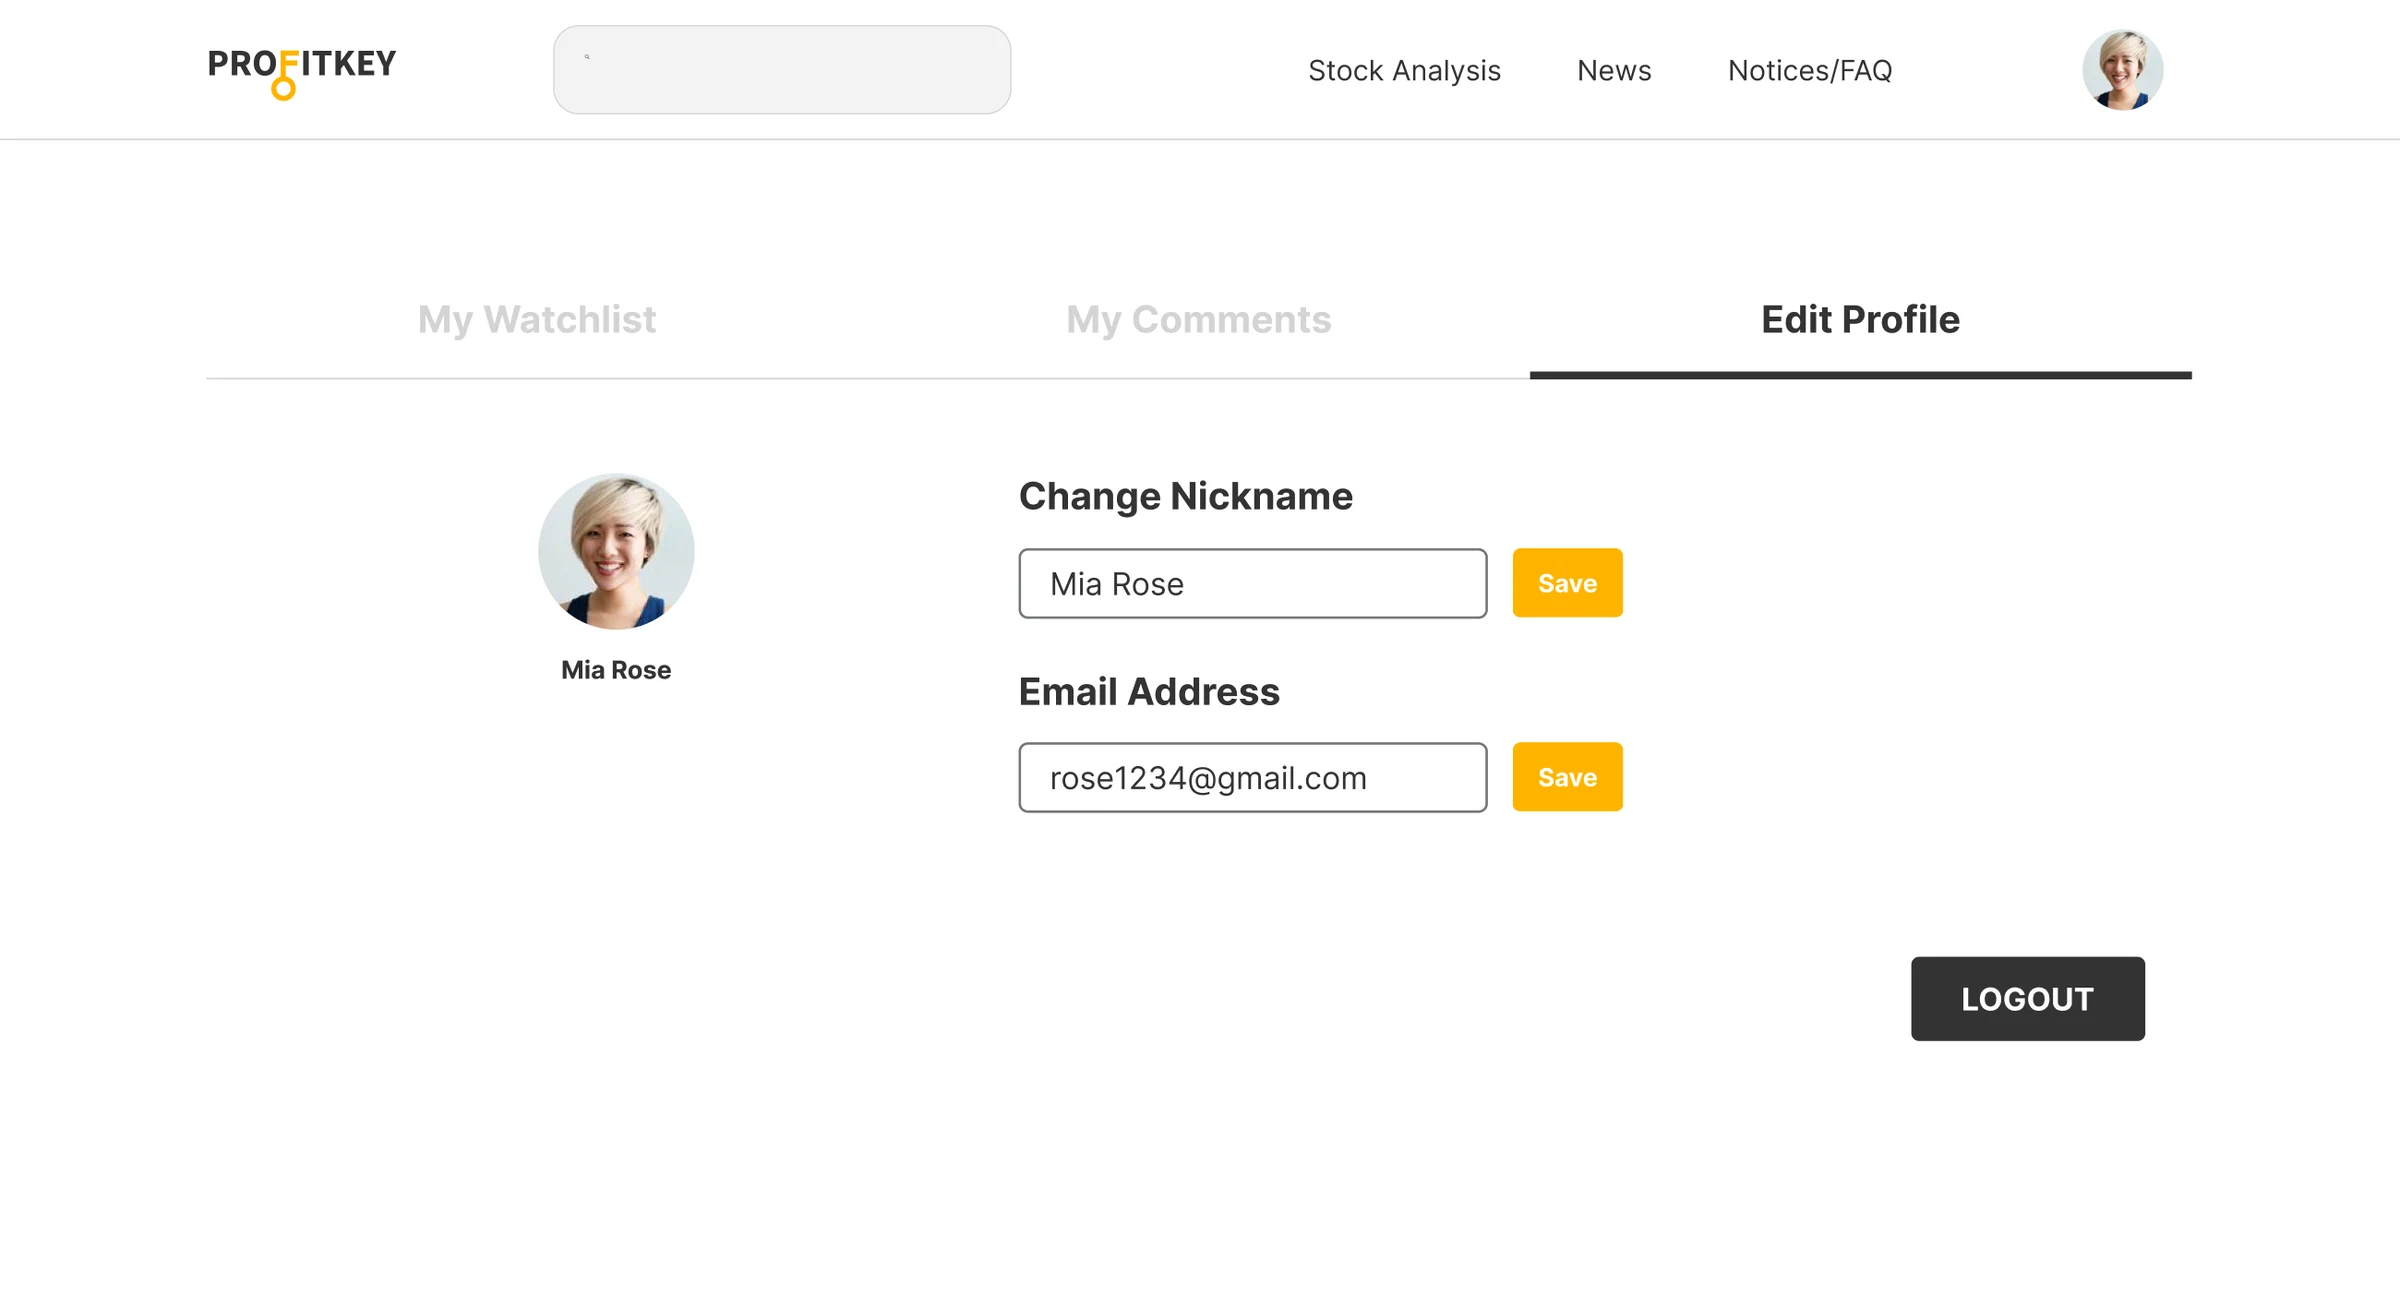 PROFITKEY
Stock Analysis
News
Notices/FAQ
My Watchlist
My Comments
Edit Profile
Mia Rose
Change Nickname
Mia Rose
Save
Email Address
rose1234@gmail.com
Save
LOGOUT